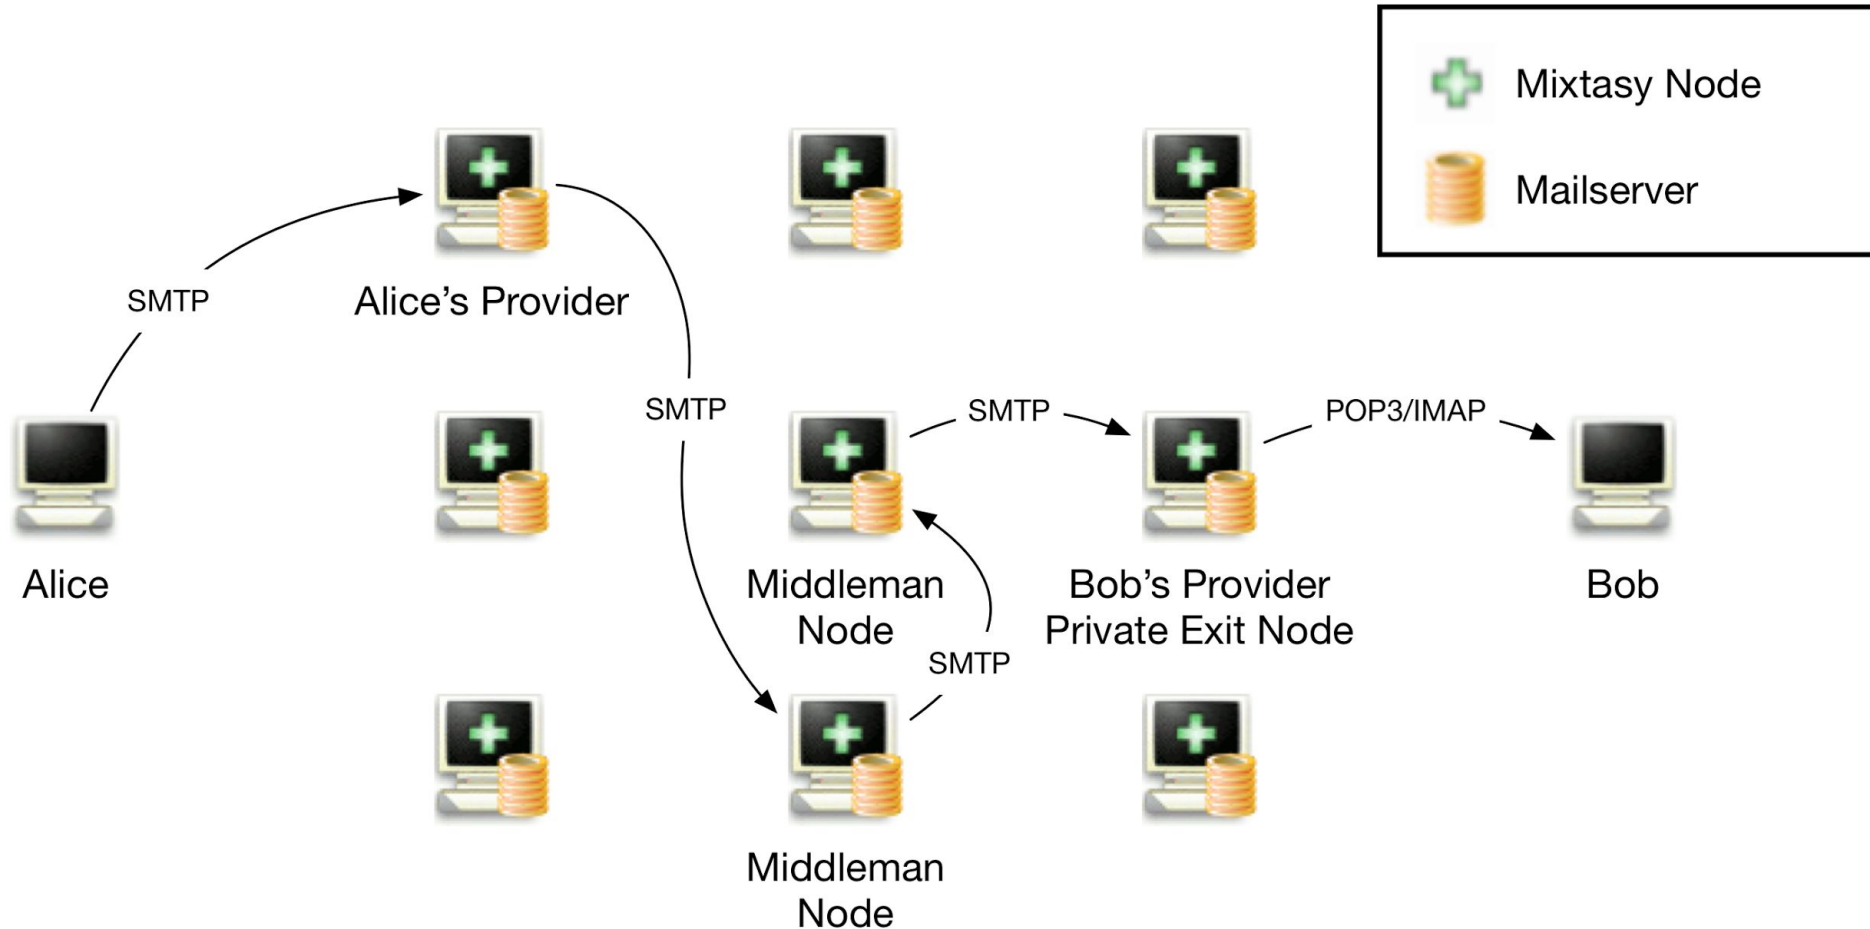 Mixtasy Node
Mailserver
SMTP
Alice’s Provider
SMTP
SMTP
POP3/IMAP
Alice
Middleman
Node
Bob’s Provider
Private Exit Node
Bob
SMTP
Middleman
Node